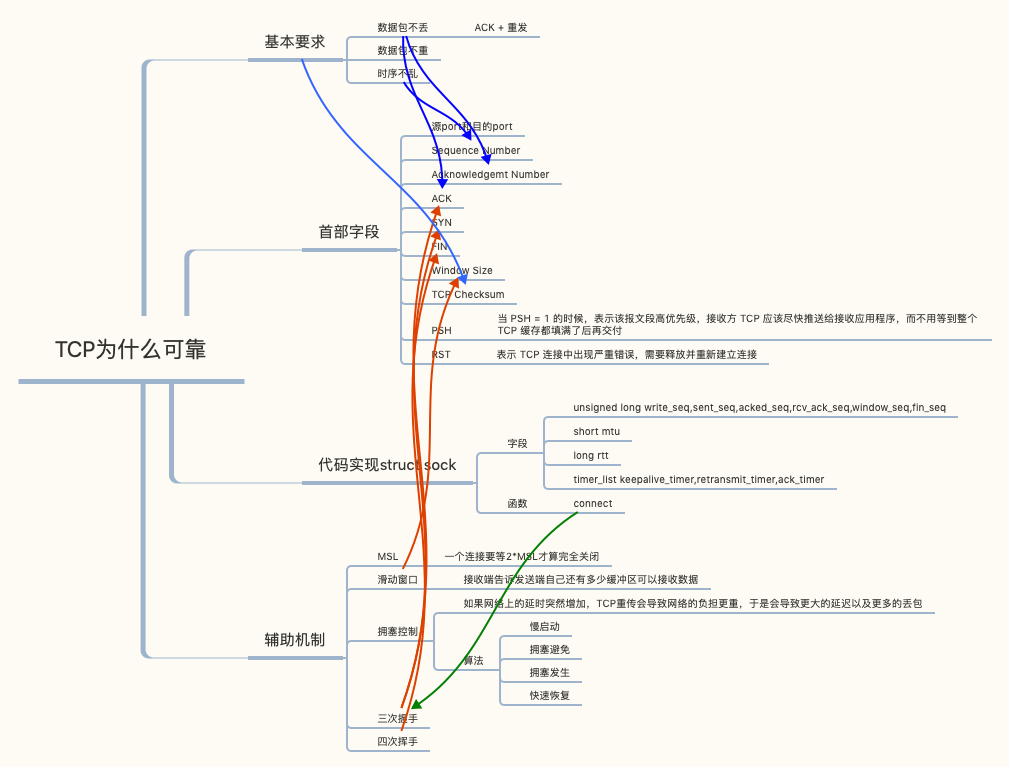 数据包不丢
ACK + 重发
基本要求
数据包不重
时序不乱
源port和目的port
Sequence Number
Acknowledgemt Number
ACK
首部字段
SYN
FIN
Window Size
TCP Checksum
PSH
当 PSH = 1 的时候，表示该报文段高优先级，接收方 TCP 应该尽快推送给接收应用程序，而不用等到整个
TCP 缓存都填满了后再交付
RST
表示 TCP 连接中出现严重错误，需要释放并重新建立连接
TCP为什么可靠
代码实现struct sock
字段
unsigned long write_seq,sent_seq,acked_seq,rcv_ack_seq,window_seq,fin_seq
short mtu
long rtt
timer_list keepalive_timer,retransmit_timer,ack_timer
函数
connect
辅助机制
MSL
一个连接要等2*MSL才算完全关闭
滑动窗口
接收端告诉发送端自己还有多少缓冲区可以接收数据
拥塞控制
如果网络上的延时突然增加，TCP重传会导致网络的负担更重，于是会导致更大的延迟以及更多的丢包
算法
慢启动
拥塞避免
拥塞发生
快速恢复
三次握手
四次挥手